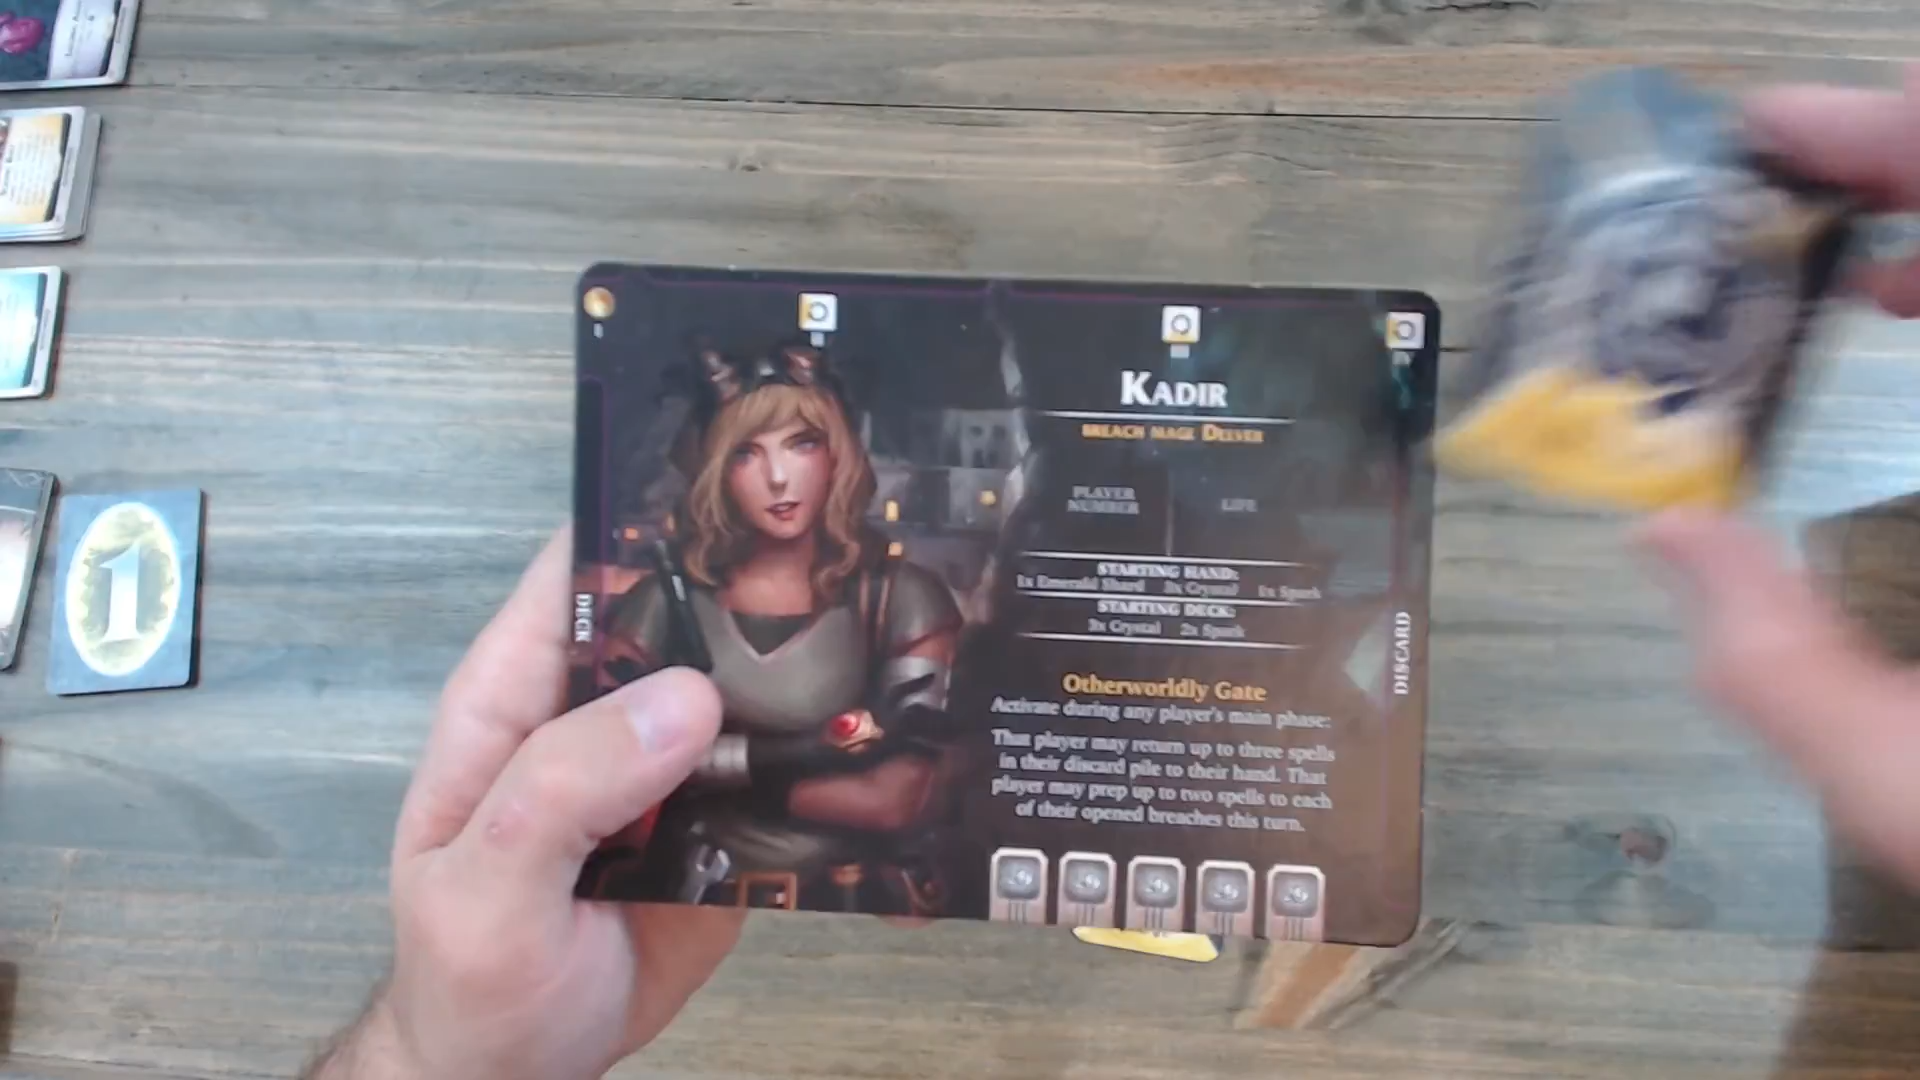 KADIR
BREACH MAGE DELVER
PLAYER
NUMBER
LIFE
STARTING HAND:
1x Emerald Shard 3x Crystal 1x Spark
STARTING DECK:
3x Crystal 2x Spark
Otherworldly Gate
Activate during any player's main phase:
That player may return up to three spells
in their discard pile to their hand. That
player may prep up to two spells to each
of their opened breaches this turn.
DECK
DISCARD
I
II
III
IV
1